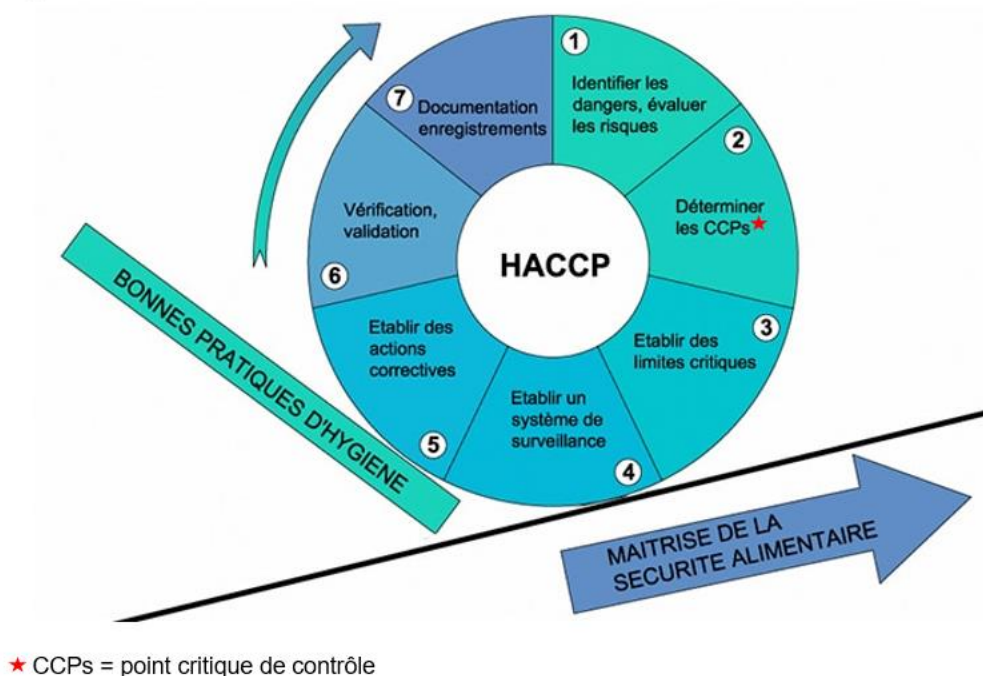 1
Identifier les
dangers, évaluer
les risques
2
Déterminer
les CCPs★
3
Etablir des
limites critiques
4
Etablir un
système de
surveillance
5
Etablir des
actions
correctives
6
Vérification,
validation
7
Documentation
enregistrements
HACCP
BONNES PRATIQUES D'HYGIENE
MAITRISE DE LA
SECURITE ALIMENTAIRE
★ CCPs = point critique de contrôle